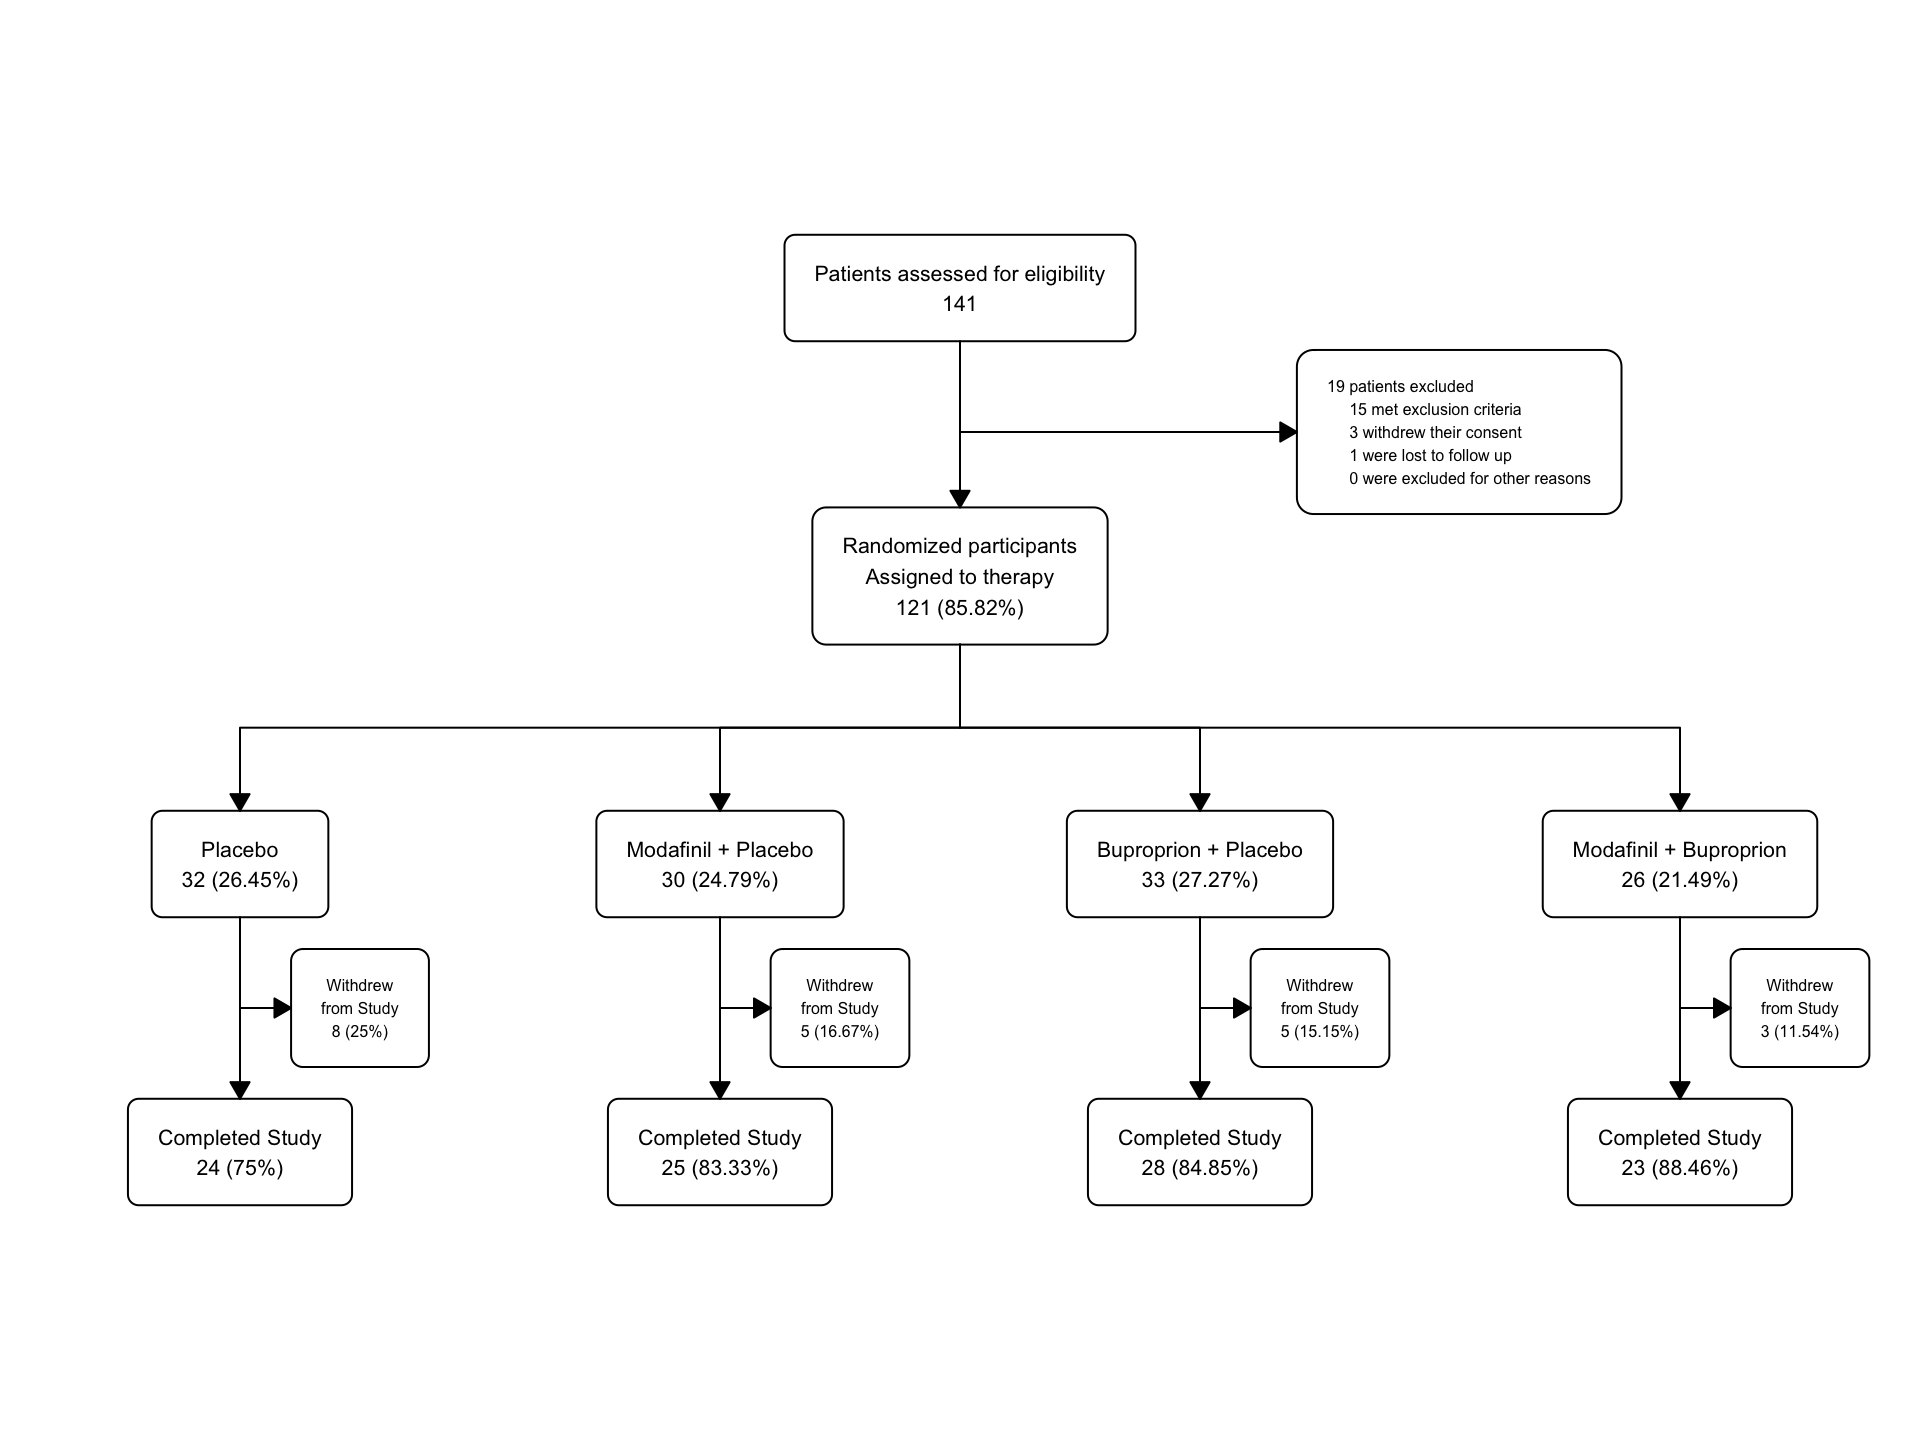 Patients assessed for eligibility
141
19 patients excluded
15 met exclusion criteria
3 withdrew their consent
1 were lost to follow up
0 were excluded for other reasons
Randomized participants
Assigned to therapy
121 (85.82%)
Placebo
32 (26.45%)
Modafinil + Placebo
30 (24.79%)
Buproprion + Placebo
33 (27.27%)
Modafinil + Buproprion
26 (21.49%)
Withdrew
from Study
8 (25%)
Withdrew
from Study
5 (16.67%)
Withdrew
from Study
5 (15.15%)
Withdrew
from Study
3 (11.54%)
Completed Study
24 (75%)
Completed Study
25 (83.33%)
Completed Study
28 (84.85%)
Completed Study
23 (88.46%)